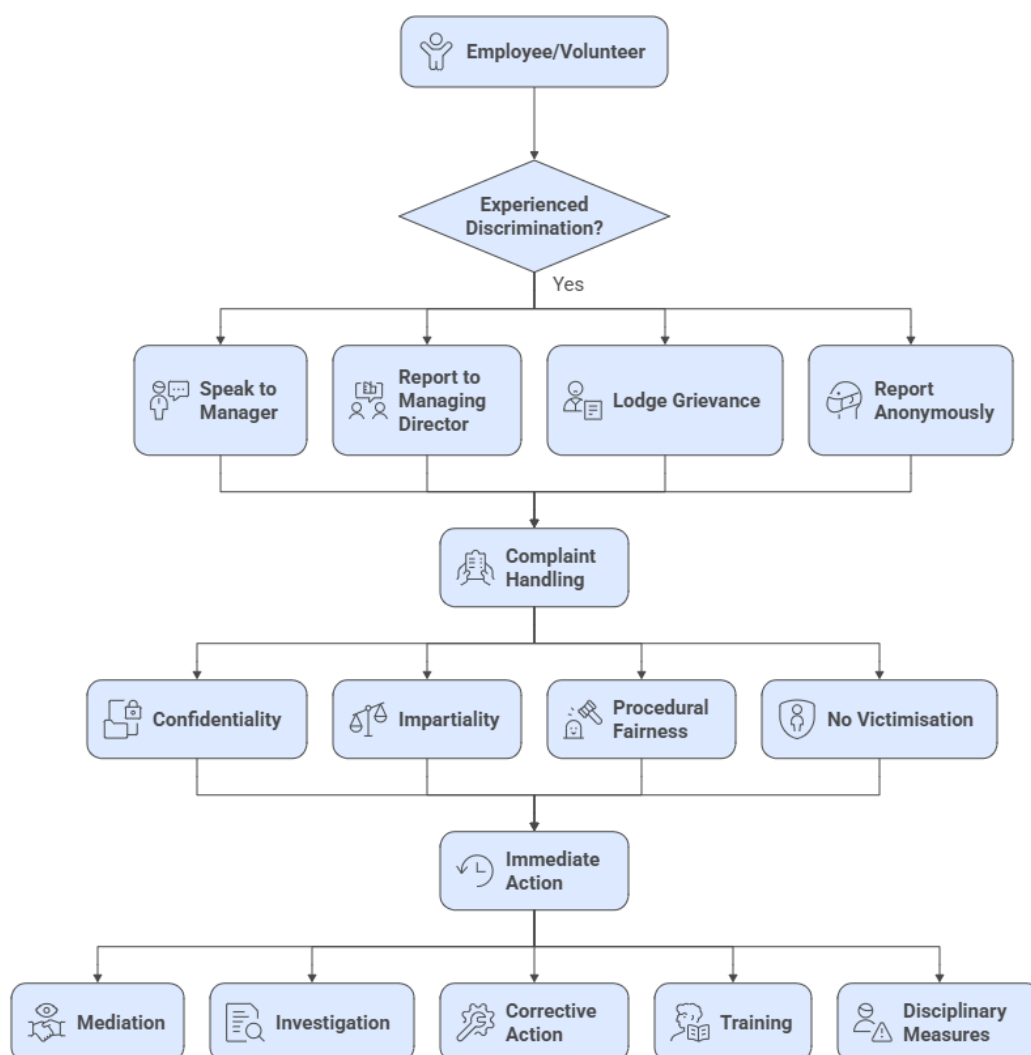 Employee/Volunteer
Experienced
Discrimination?
Yes
Speak to
Manager
Report to
Managing
Director
Lodge Grievance
Report
Anonymously
Complaint
Handling
Confidentiality
Impartiality
Procedural
Fairness
No Victimisation
Immediate
Action
Mediation
Investigation
Corrective
Action
Training
Disciplinary
Measures